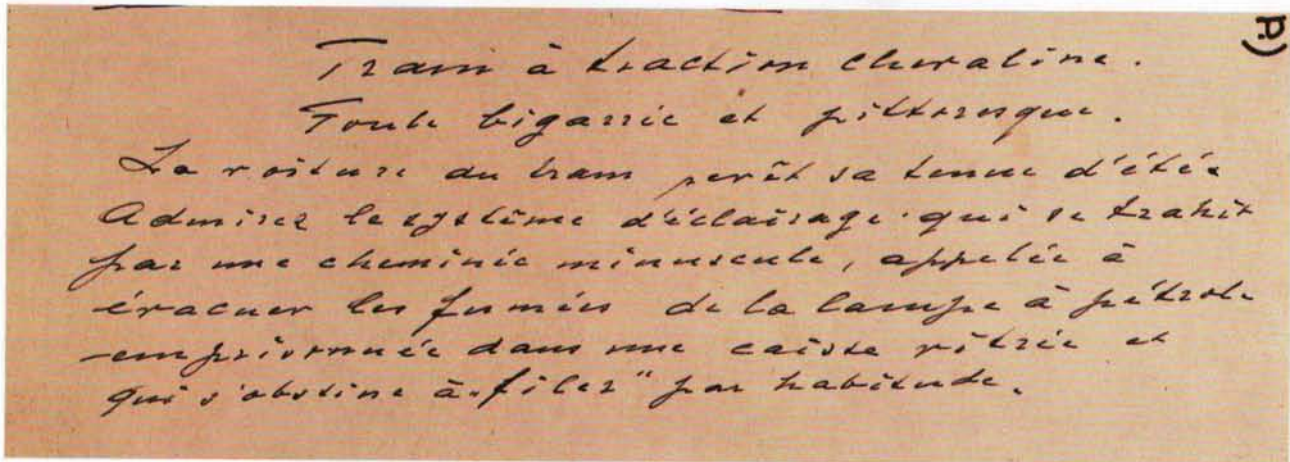 Tram à traction chevaline.
Foule bigarrée et pittoresque.
La voiture du tram revêt sa tenue d'été.
Admirez le système d'éclairage qui se trahit
par une cheminée minuscule, appelée à
évacuer les fumées de la lampe à pétrole
emprisonnée dans une caisse vitrée et
qui s'obstine à „filer" par habitude.